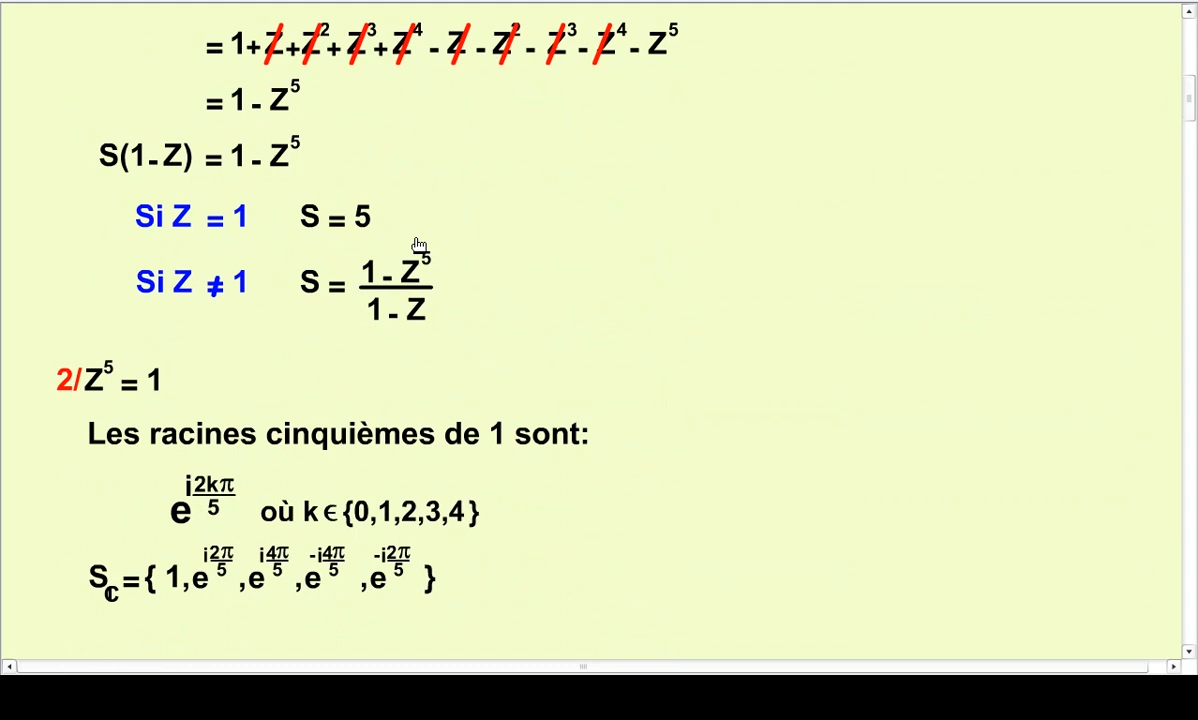 = 1+Z+Z²+Z³+Z⁴ - Z - Z² - Z³ - Z⁴ - Z⁵
= 1 - Z⁵
S(1-Z) = 1 - Z⁵
Si Z = 1 S = 5
Si Z ≠ 1 S = (1 - Z⁵)/(1 - Z)
2/Z⁵ = 1
Les racines cinquièmes de 1 sont:
e^(i2kπ/5) où k ∈ {0,1,2,3,4}
S_ℂ = { 1, e^(i2π/5), e^(i4π/5), e^(-i4π/5), e^(-i2π/5) }